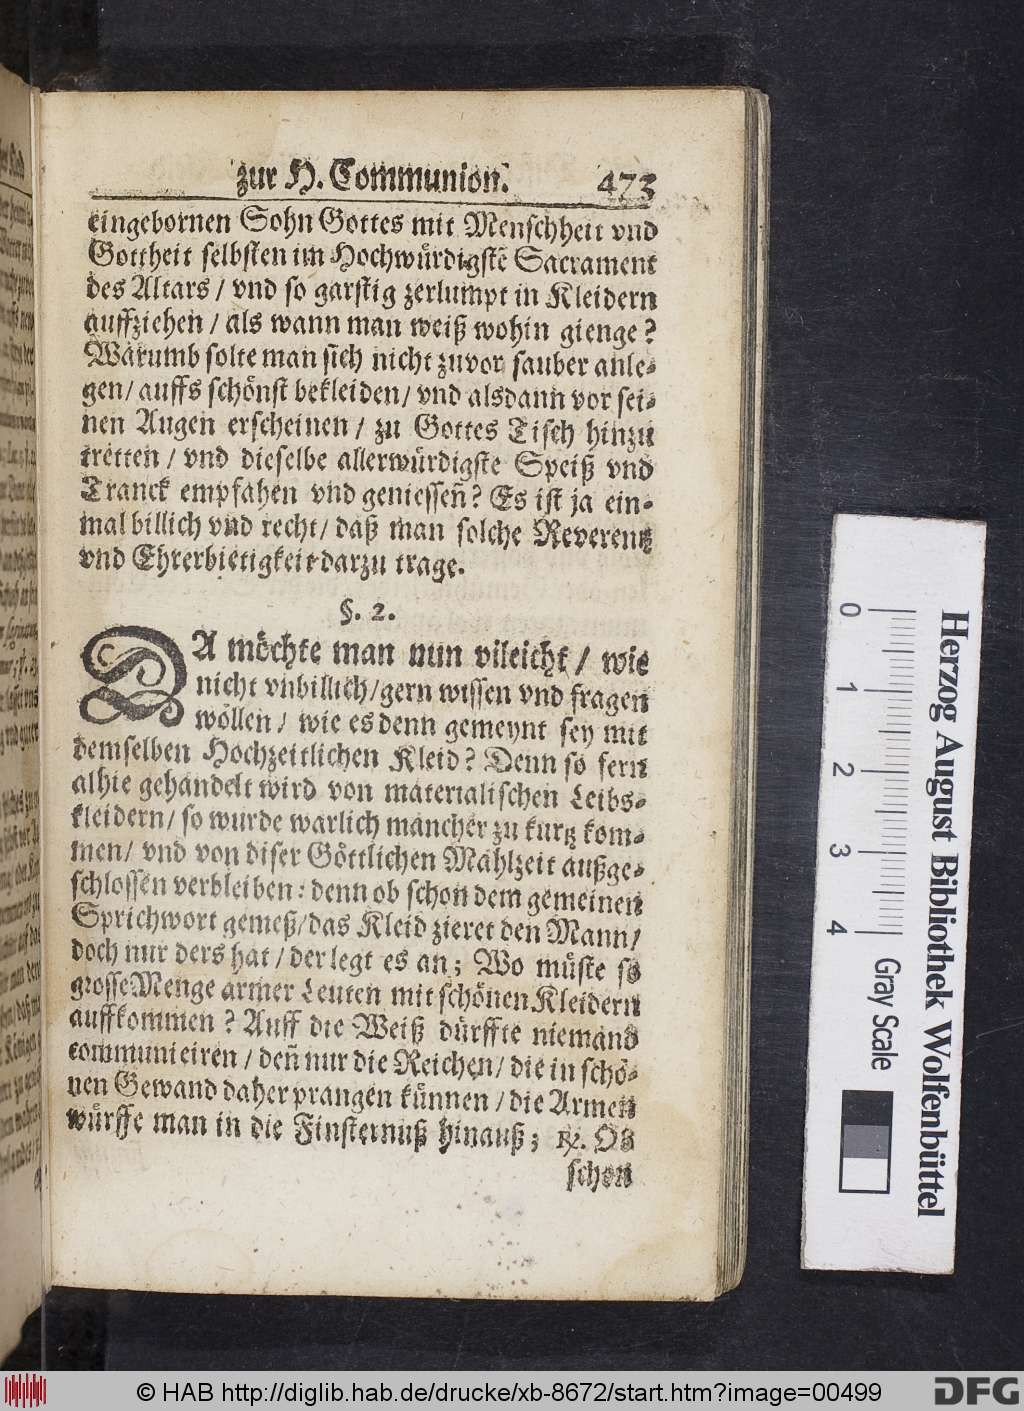 zur H. Communion. 473
eingebornen Sohn Gottes mit Menschheit vnd
Gottheit selbsten im Hochwürdigstē Sacrament
des Altars / vnd so garstig zerlumpt in Kleidern
auffziehen / als wann man weiß wohin gienge?
Warumb solte man sich nicht zuvor sauber anle-
gen / auffs schönst bekleiden / vnd alsdann vor sei-
nen Augen erscheinen / zu Gottes Tisch hinzu
tretten / vnd dieselbe allerwürdigste Speiß vnd
Tranck empfahen vnd geniessen̄? Es ist ja ein-
mal billich vnd recht / daß man solche Reverentz
vnd Ehrerbietigkeit darzu trage.
§. 2.
DA möchte man nun vileicht / wie
nicht vnbillich / gern wissen vnd fragen
wöllen / wie es denn gemeynt sey mit
demselben Hochzeitlichen Kleid? Denn so fern
alhie gehandelt wird von materialischen Leibs-
kleidern / so wurde warlich mancher zu kurtz kom-
men / vnd von diser Göttlichen Mahlzeit außge-
schlossen verbleiben: denn ob schon dem gemeinen
Sprichwort gemeß / das Kleid zieret den Mann /
doch nur ders hat / der legt es an; Wo müste so
grosse Menge armer Leuten mit schönen Kleidern
auffkommen? Auff die Weiß dürffte niemand
communieiren / den̄ nur die Reichen / die in schö-
nen Gewand daher prangen künnen / die Armen
würffe man in die Finsternuß hinauß; ꝛc. Ob
schon
Herzog August Bibliothek Wolfenbüttel
0 1 2 3 4
Gray Scale
© HAB http://diglib.hab.de/drucke/xb-8672/start.htm?image=00499
DFG